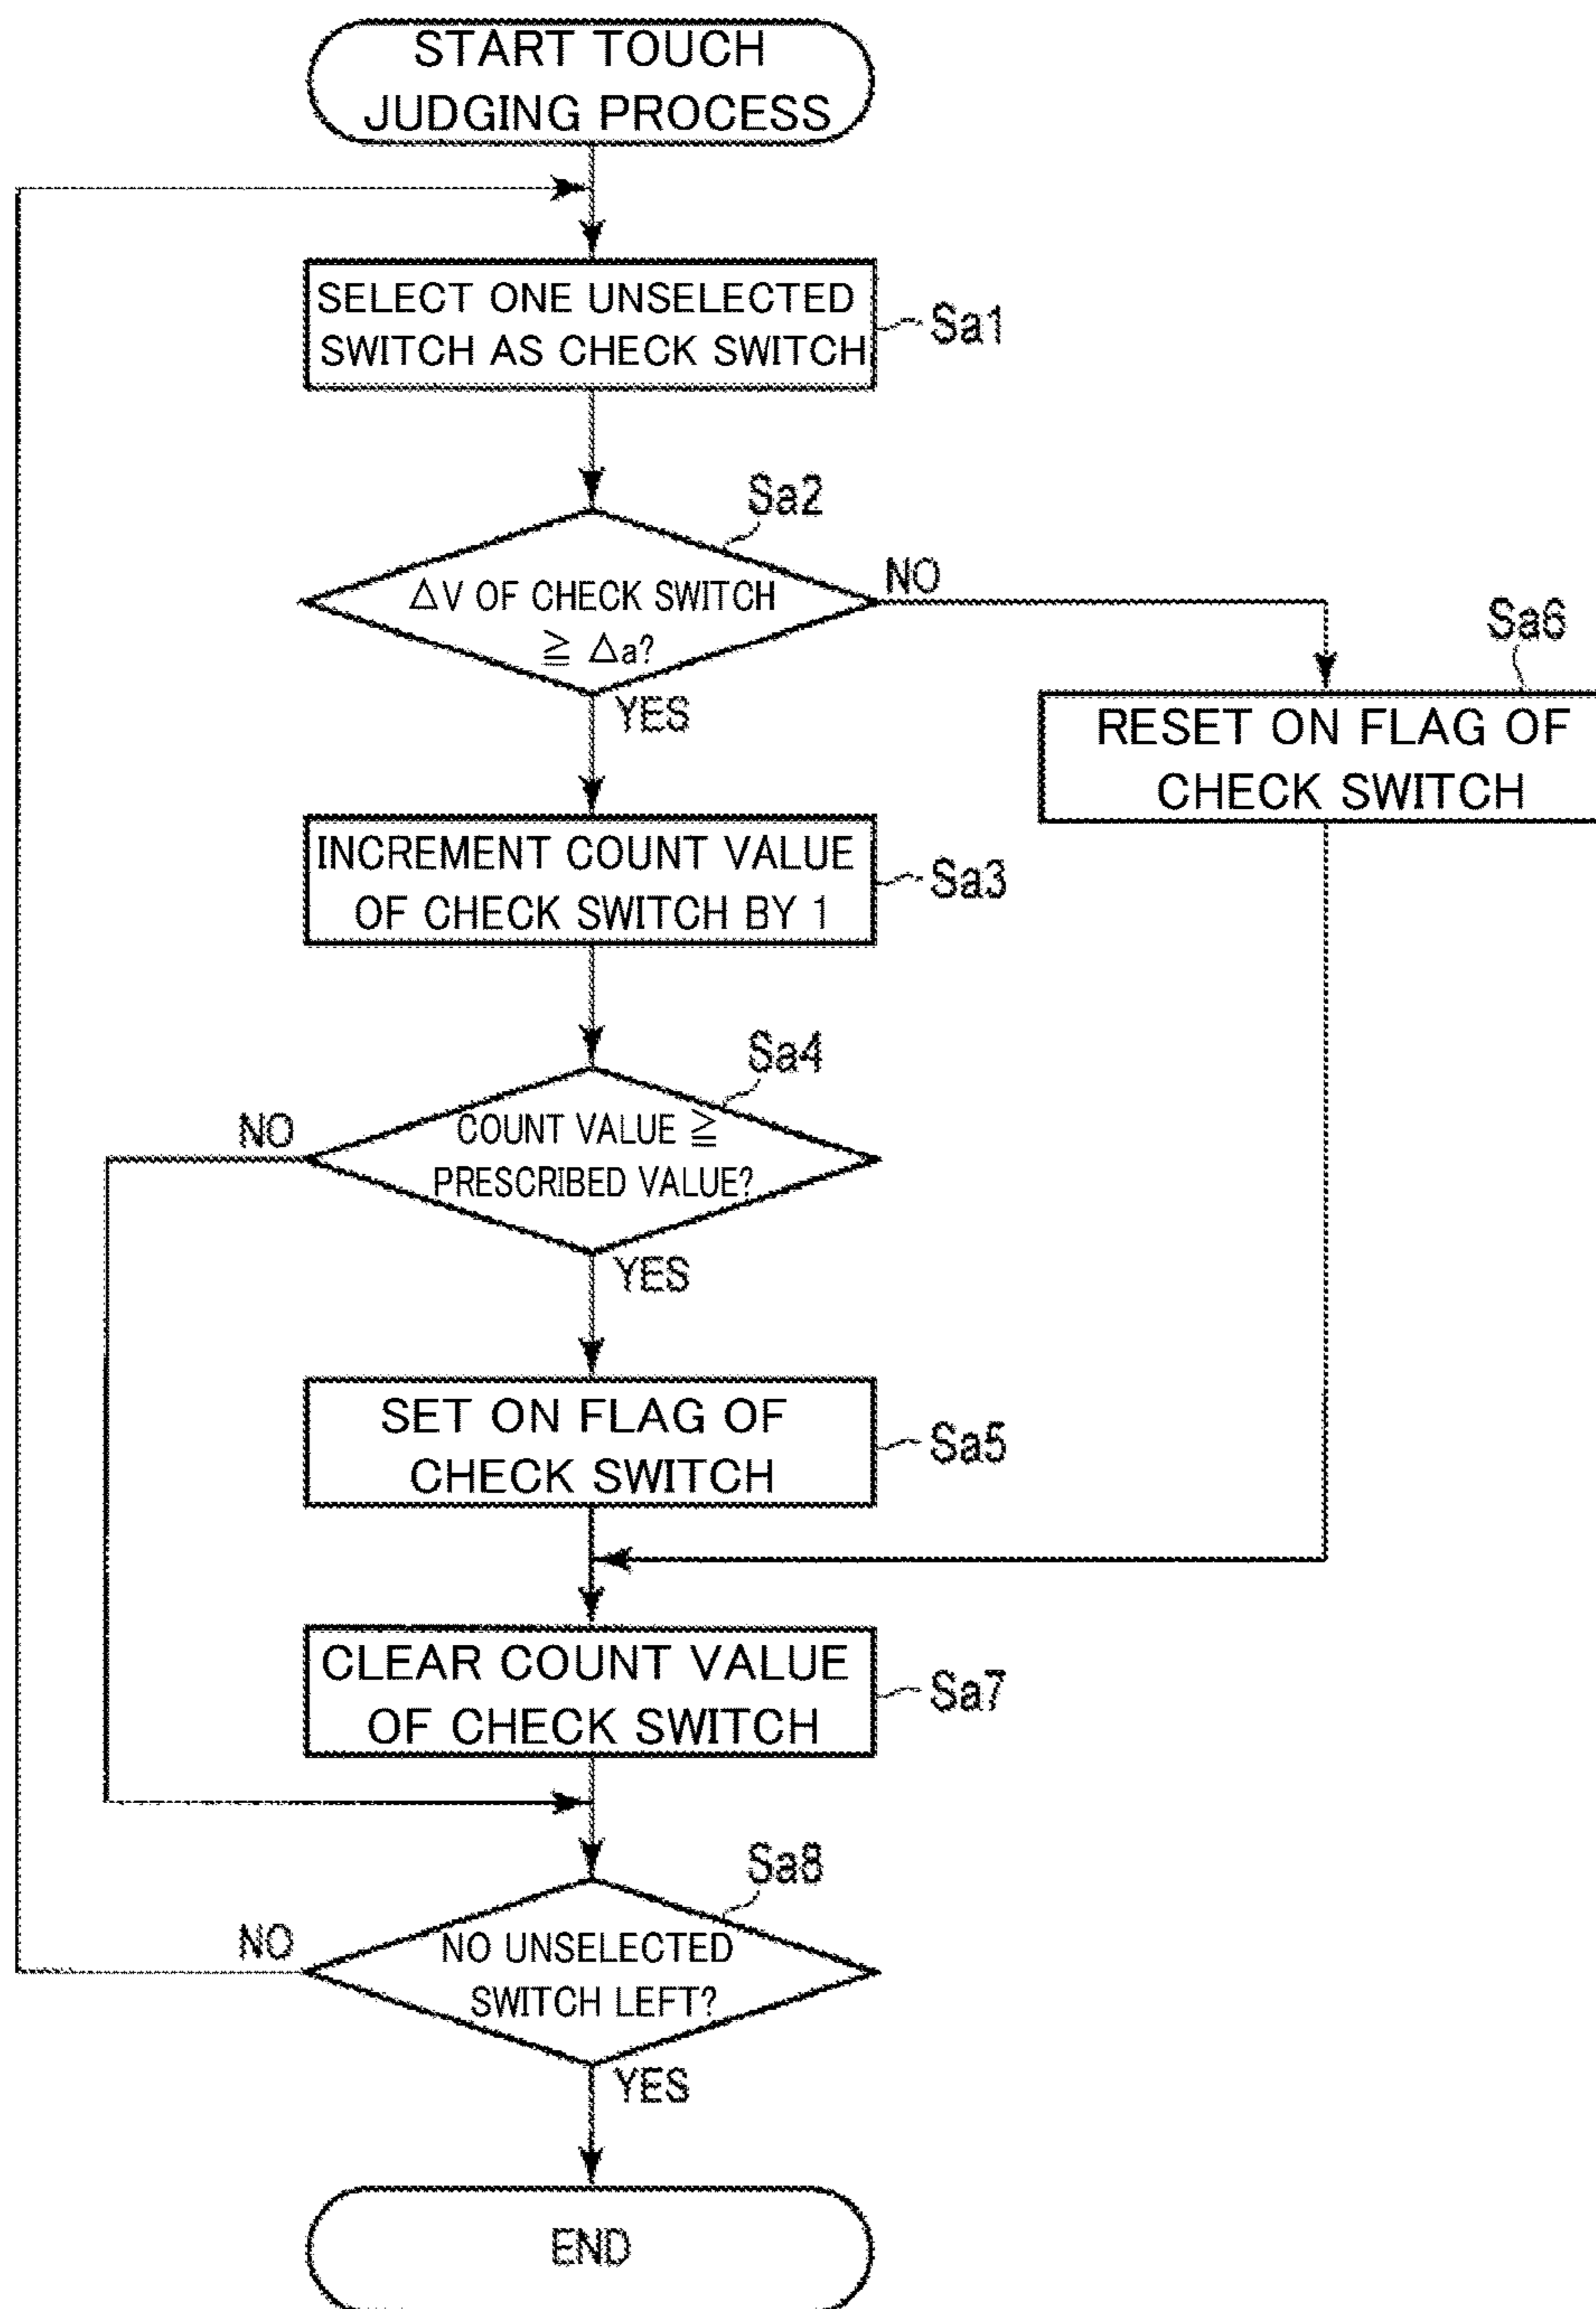 START TOUCH
JUDGING PROCESS
SELECT ONE UNSELECTED
SWITCH AS CHECK SWITCH
Sa1
Sa2
ΔV OF CHECK SWITCH
≧ Δa?
NO
YES
Sa6
RESET ON FLAG OF
CHECK SWITCH
INCREMENT COUNT VALUE
OF CHECK SWITCH BY 1
Sa3
Sa4
COUNT VALUE ≧
PRESCRIBED VALUE?
NO
YES
SET ON FLAG OF
CHECK SWITCH
Sa5
CLEAR COUNT VALUE
OF CHECK SWITCH
Sa7
Sa8
NO UNSELECTED
SWITCH LEFT?
NO
YES
END